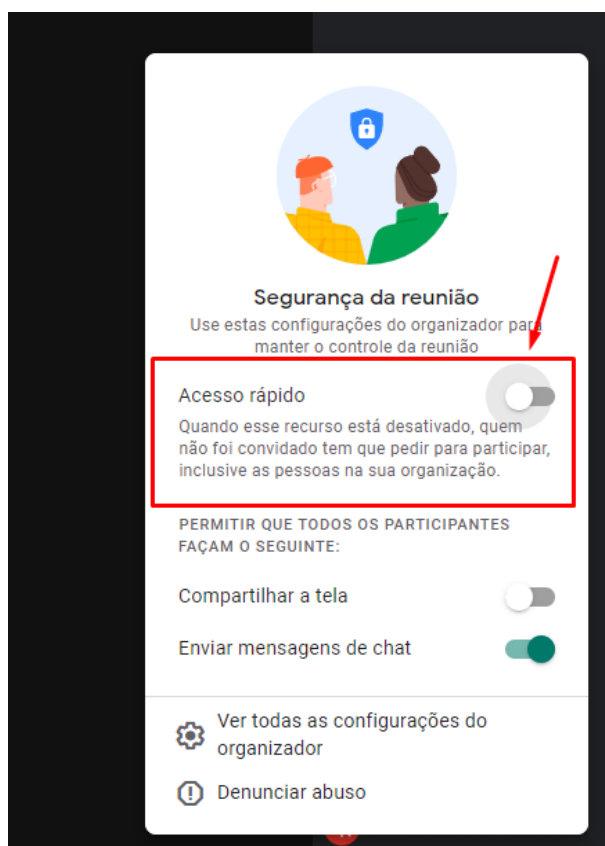 Segurança da reunião
Use estas configurações do organizador para
manter o controle da reunião
Acesso rápido
Quando esse recurso está desativado, quem
não foi convidado tem que pedir para participar,
inclusive as pessoas na sua organização.
PERMITIR QUE TODOS OS PARTICIPANTES
FAÇAM O SEGUINTE:
Compartilhar a tela
Enviar mensagens de chat
Ver todas as configurações do
organizador
Denunciar abuso